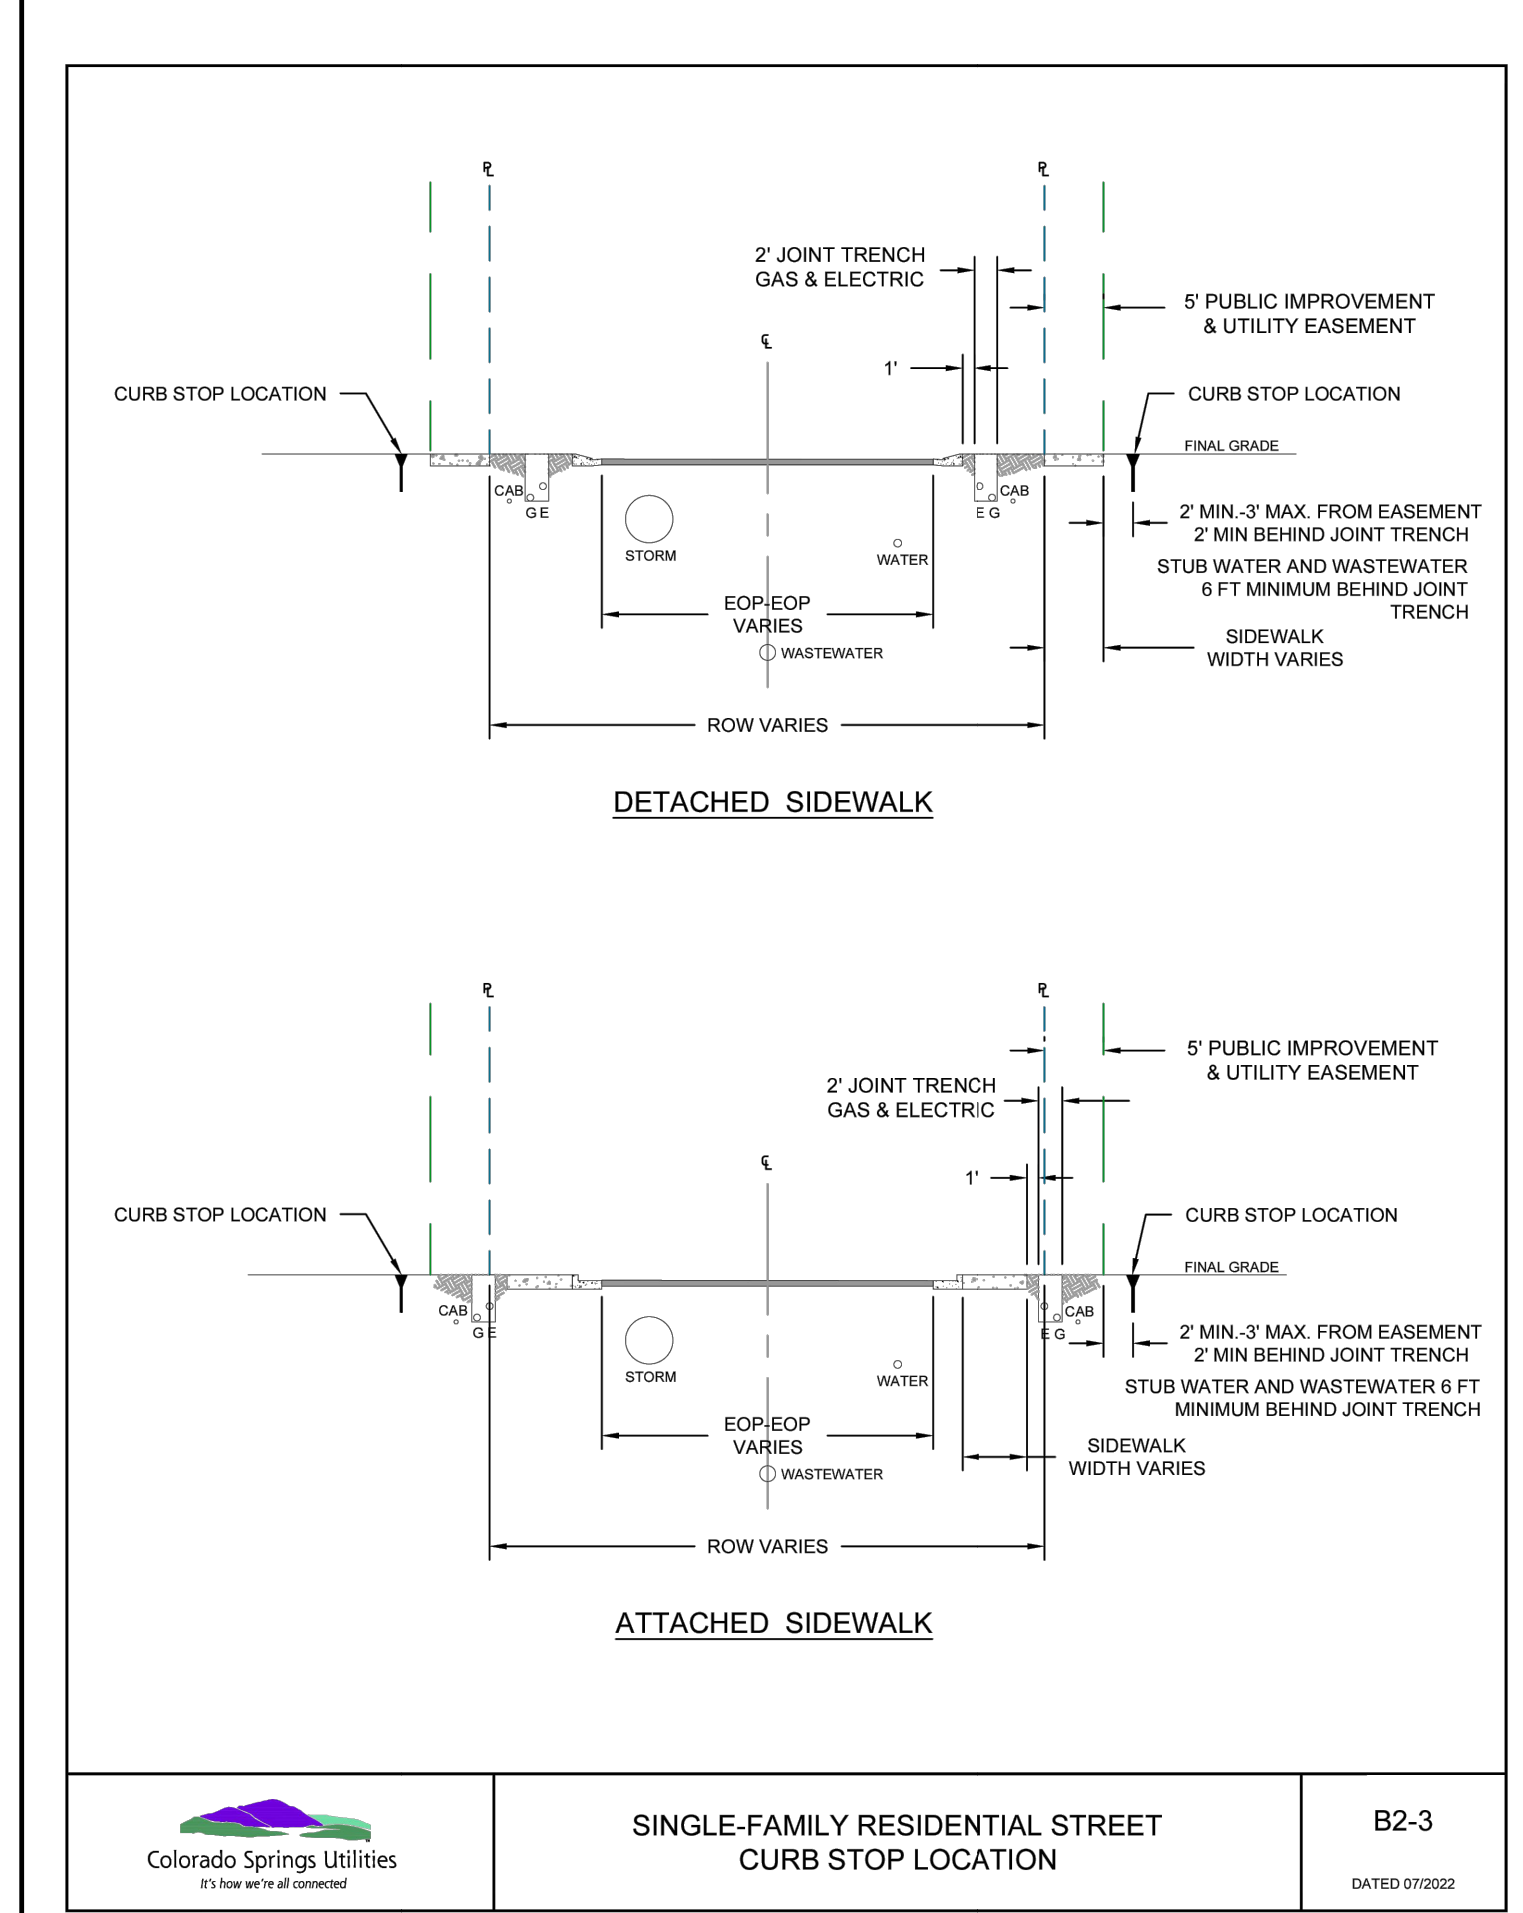 PL
PL
2' JOINT TRENCH
GAS & ELECTRIC
5' PUBLIC IMPROVEMENT
& UTILITY EASEMENT
CL
1'
CURB STOP LOCATION
CURB STOP LOCATION
FINAL GRADE
CAB
G E
E G
CAB
2' MIN.-3' MAX. FROM EASEMENT
2' MIN BEHIND JOINT TRENCH
STORM
WATER
STUB WATER AND WASTEWATER
6 FT MINIMUM BEHIND JOINT
TRENCH
EOP-EOP
VARIES
WASTEWATER
SIDEWALK
WIDTH VARIES
ROW VARIES
DETACHED SIDEWALK
PL
PL
5' PUBLIC IMPROVEMENT
& UTILITY EASEMENT
2' JOINT TRENCH
GAS & ELECTRIC
CL
1'
CURB STOP LOCATION
CURB STOP LOCATION
FINAL GRADE
CAB
G E
E G
CAB
2' MIN.-3' MAX. FROM EASEMENT
2' MIN BEHIND JOINT TRENCH
STORM
WATER
STUB WATER AND WASTEWATER 6 FT
MINIMUM BEHIND JOINT TRENCH
EOP-EOP
VARIES
WASTEWATER
SIDEWALK
WIDTH VARIES
ROW VARIES
ATTACHED SIDEWALK
Colorado Springs Utilities
It's how we're all connected
SINGLE-FAMILY RESIDENTIAL STREET
CURB STOP LOCATION
B2-3
DATED 07/2022